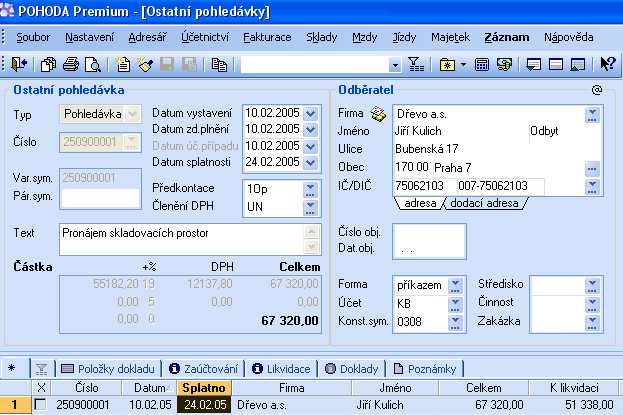 POHODA Premium - [Ostatní pohledávky]
Soubor Nastavení Adresář Účetnictví Fakturace Sklady Mzdy Jízdy Majetek Záznam Nápověda
Ostatní pohledávka
Typ Pohledávka
Číslo 250900001
Var.sym. 250900001
Pár.sym.
Datum vystavení 10.02.2005
Datum zd.plnění 10.02.2005
Datum úč.případu 10.02.2005
Datum splatnosti 24.02.2005
Předkontace 1Op
Členění DPH UN
Text Pronájem skladovacích prostor
Částka +% DPH Celkem
55182,20 19 12137,80 67 320,00
0,00 5 0,00 0,00
0,00 0 67 320,00
Odběratel @
Firma Dřevo a.s.
Jméno Jiří Kulich Odbyt
Ulice Bubenská 17
Obec 170 00 Praha 7
IČ/DIČ 75062103 007-75062103
adresa dodací adresa
Číslo obj.
Dat.obj. . .
Forma příkazem Středisko
Účet KB Činnost
Konst.sym. 0308 Zakázka
* Položky dokladu Zaúčtování Likvidace Doklady Poznámky
X Číslo Datum Splatno Firma Jméno Celkem K likvidaci
1 250900001 10.02.05 24.02.05 Dřevo a.s. Jiří Kulich 67 320,00 51 338,00